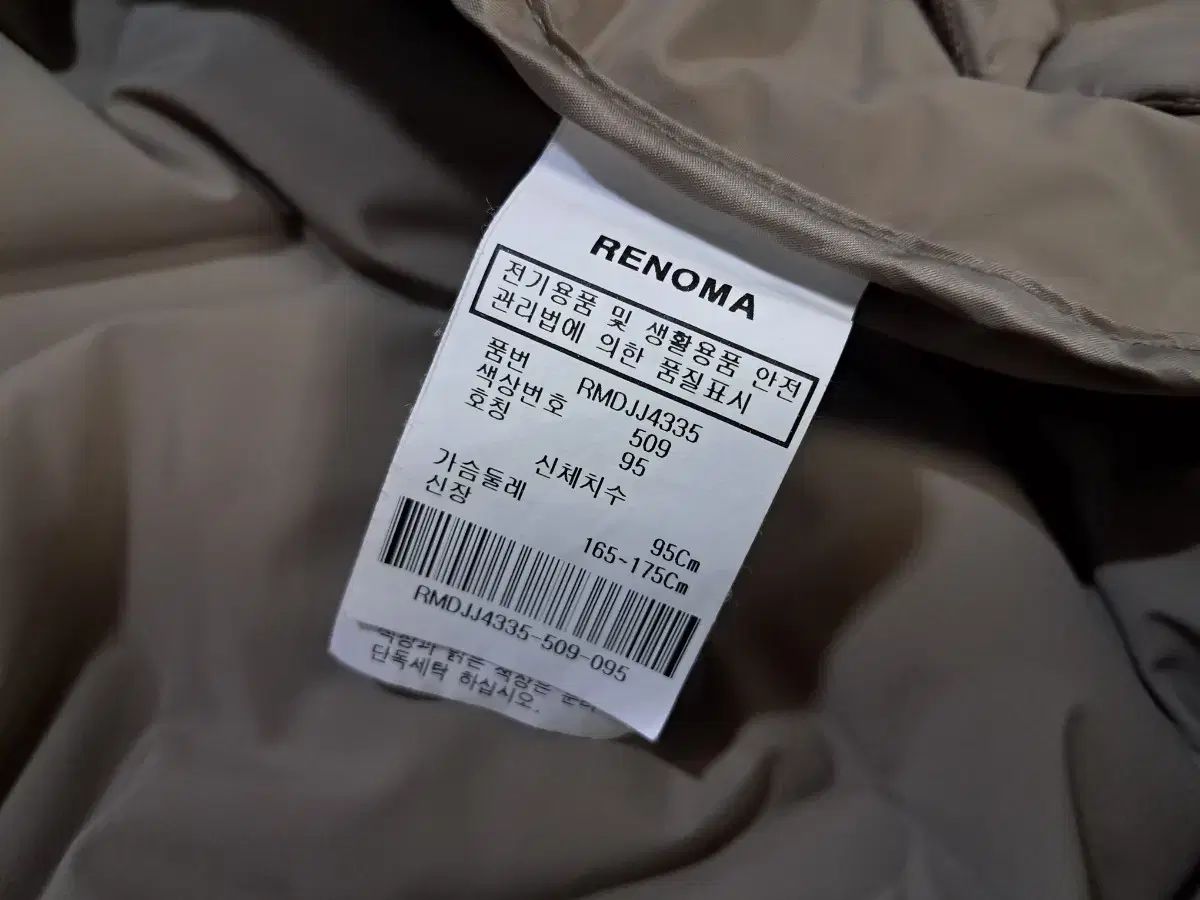 RENOMA
전기용품 및 생활용품 안전
관리법에 의한 품질표시
품번 RMDJJ4335
색상번호 509
호칭 95
신체치수
가슴둘레 95Cm
신장 165-175Cm
RMDJJ4335-509-095
단독세탁 하십시오.